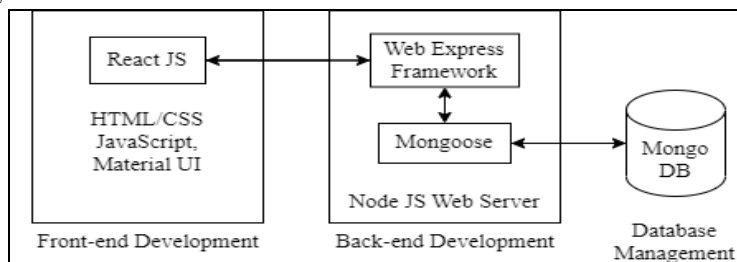 React JS
HTML/CSS
JavaScript,
Material UI
Front-end Development
Web Express
Framework
Mongoose
Node JS Web Server
Back-end Development
Mongo
DB
Database
Management